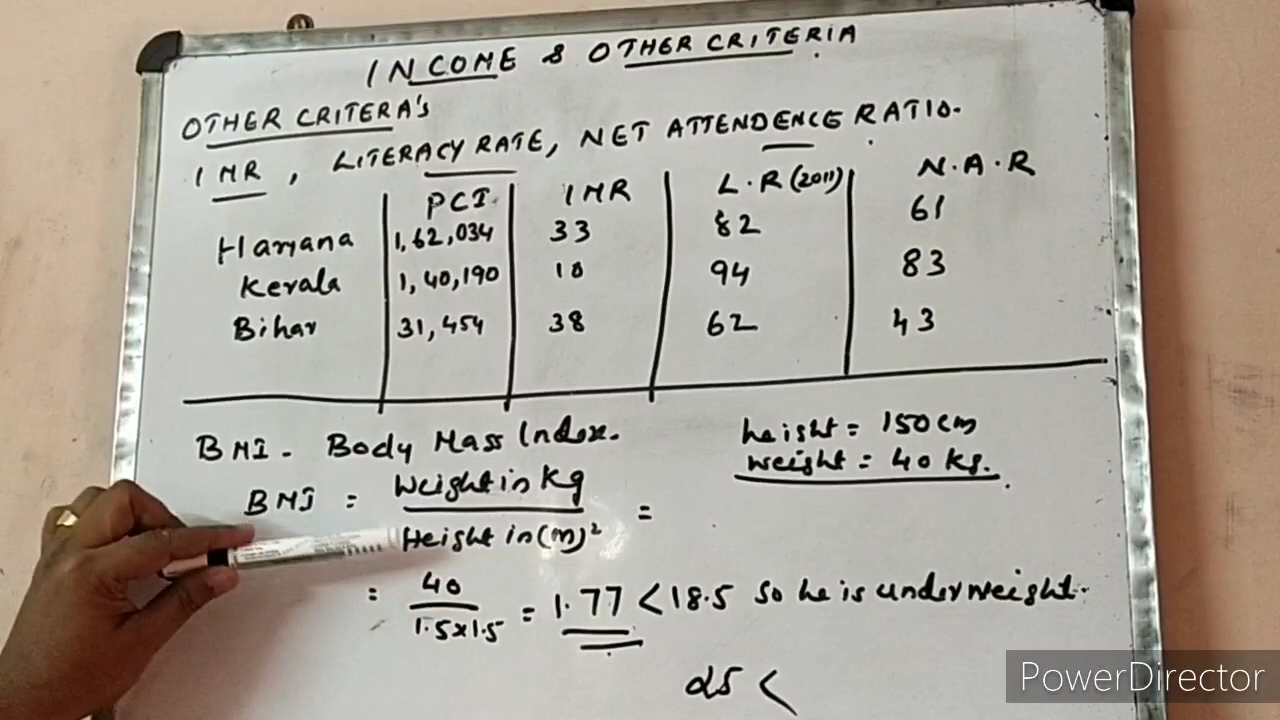 INCOME & OTHER CRITERIA
OTHER CRITERA'S
IMR, LITERACY RATE, NET ATTENDENCE RATIO.
PCI. IMR L.R (2011) N.A.R
Haryana 1,62,034 33 82 61
Kerala 1,40,190 10 94 83
Bihar 31,454 38 62 43
BMI - Body Mass Index.
height = 150 cm
weight = 40 kg.
BMI = Weight in Kg =
Height in (m)²
= 40
1.5x1.5 = 1.77 < 18.5 so he is underweight.
25 <
PowerDirector